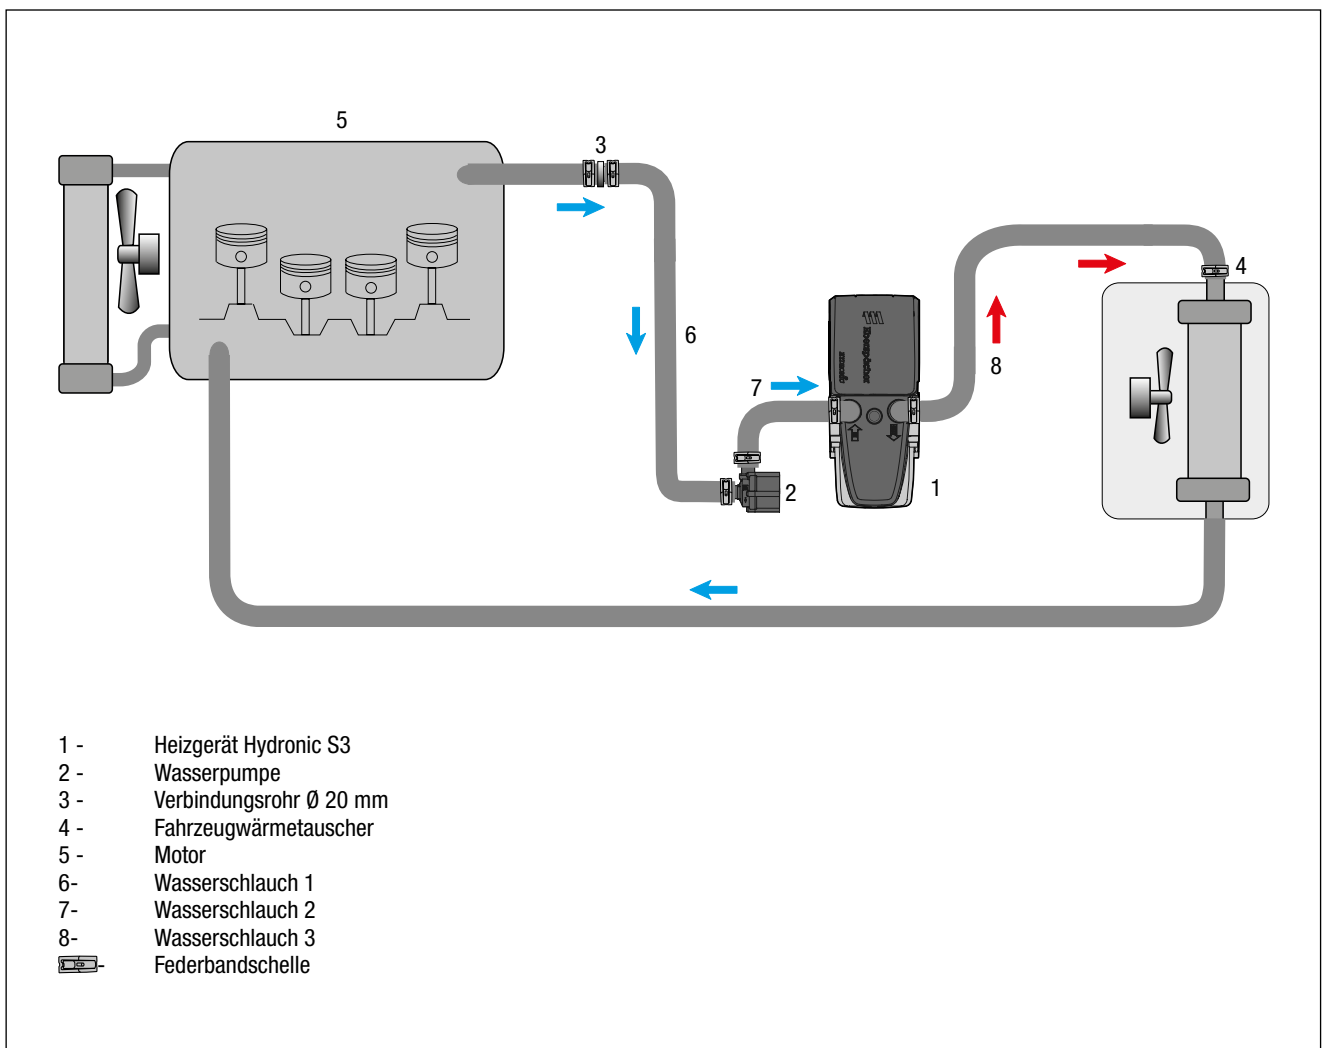 5
3
4
6
8
7
Eberspächer
2
1
1 - Heizgerät Hydronic S3
2 - Wasserpumpe
3 - Verbindungsrohr Ø 20 mm
4 - Fahrzeugwärmetauscher
5 - Motor
6- Wasserschlauch 1
7- Wasserschlauch 2
8- Wasserschlauch 3
- Federbandschelle